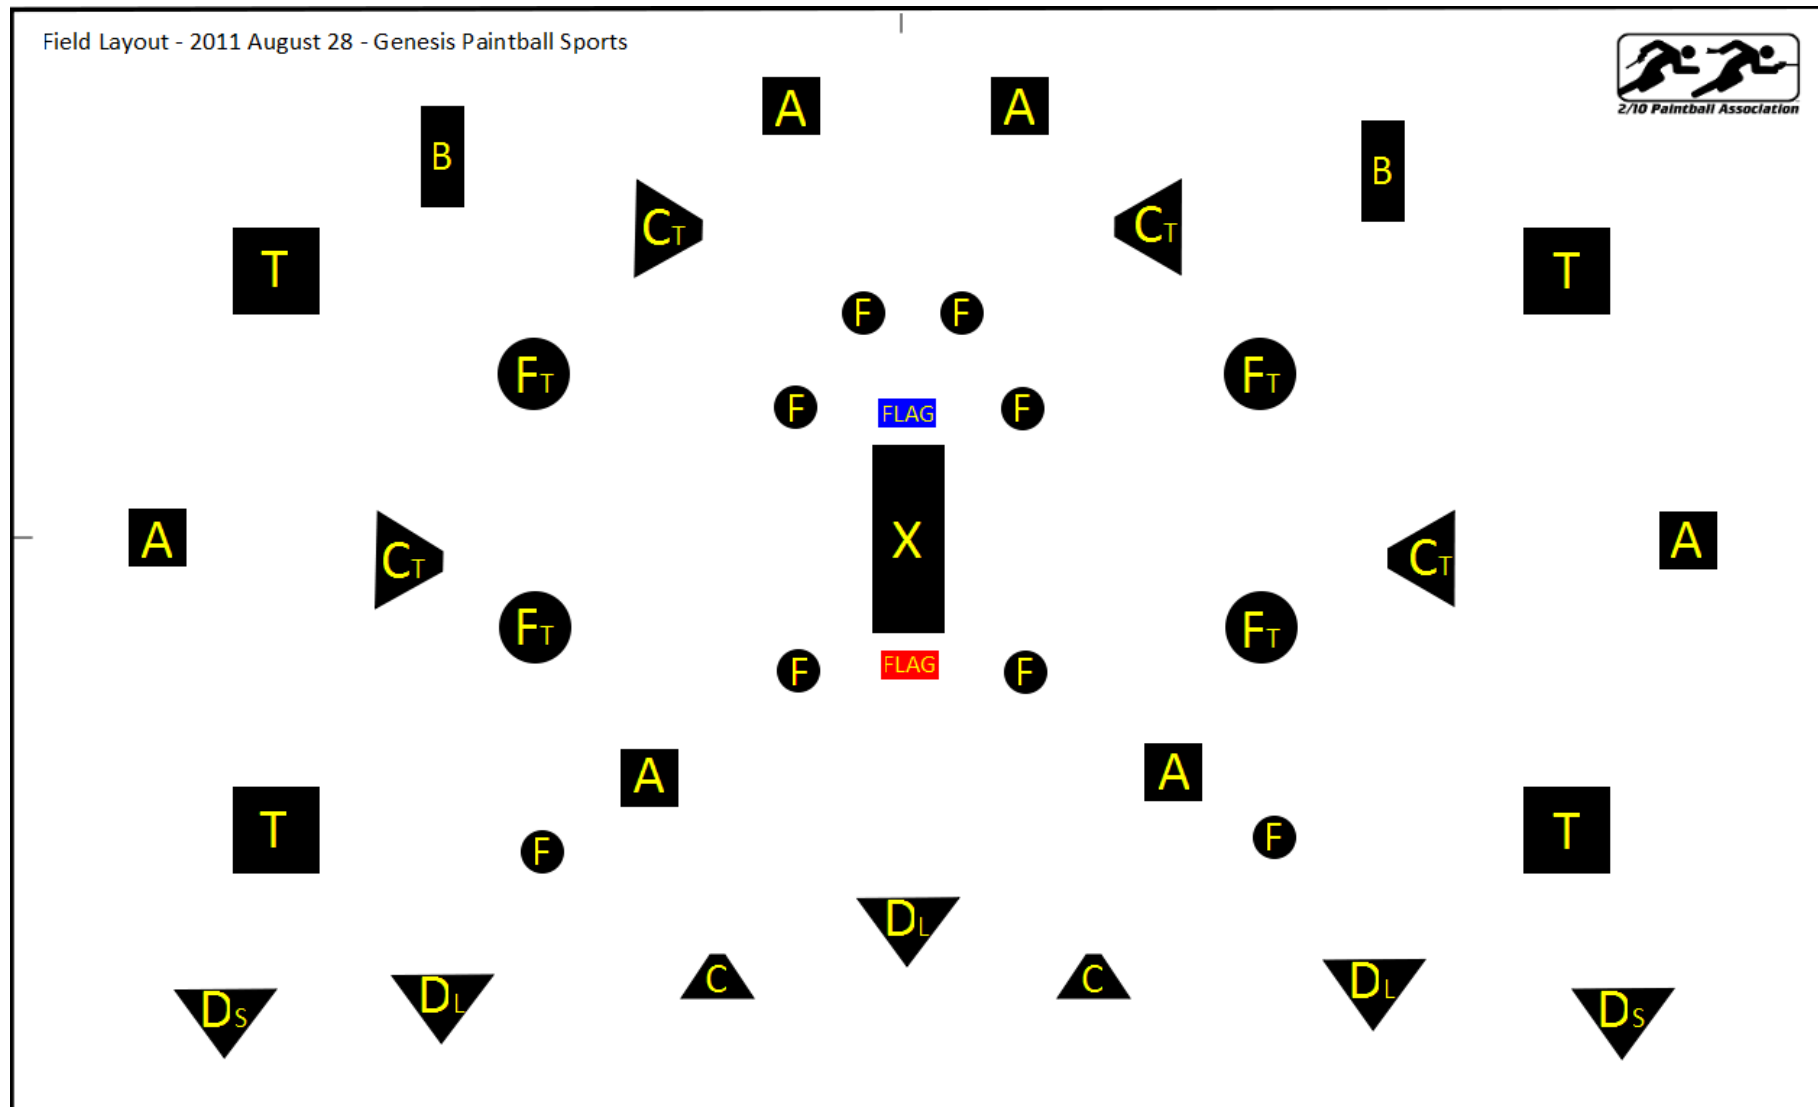 Field Layout - 2011 August 28 - Genesis Paintball Sports
2/10 Paintball Association
A A
B B
CT CT
T T
F F
FT FT
F FLAG F
A X A
CT CT
FT FT
F FLAG F
A A
T T
F F
DL
C C
DL DL
DS DS